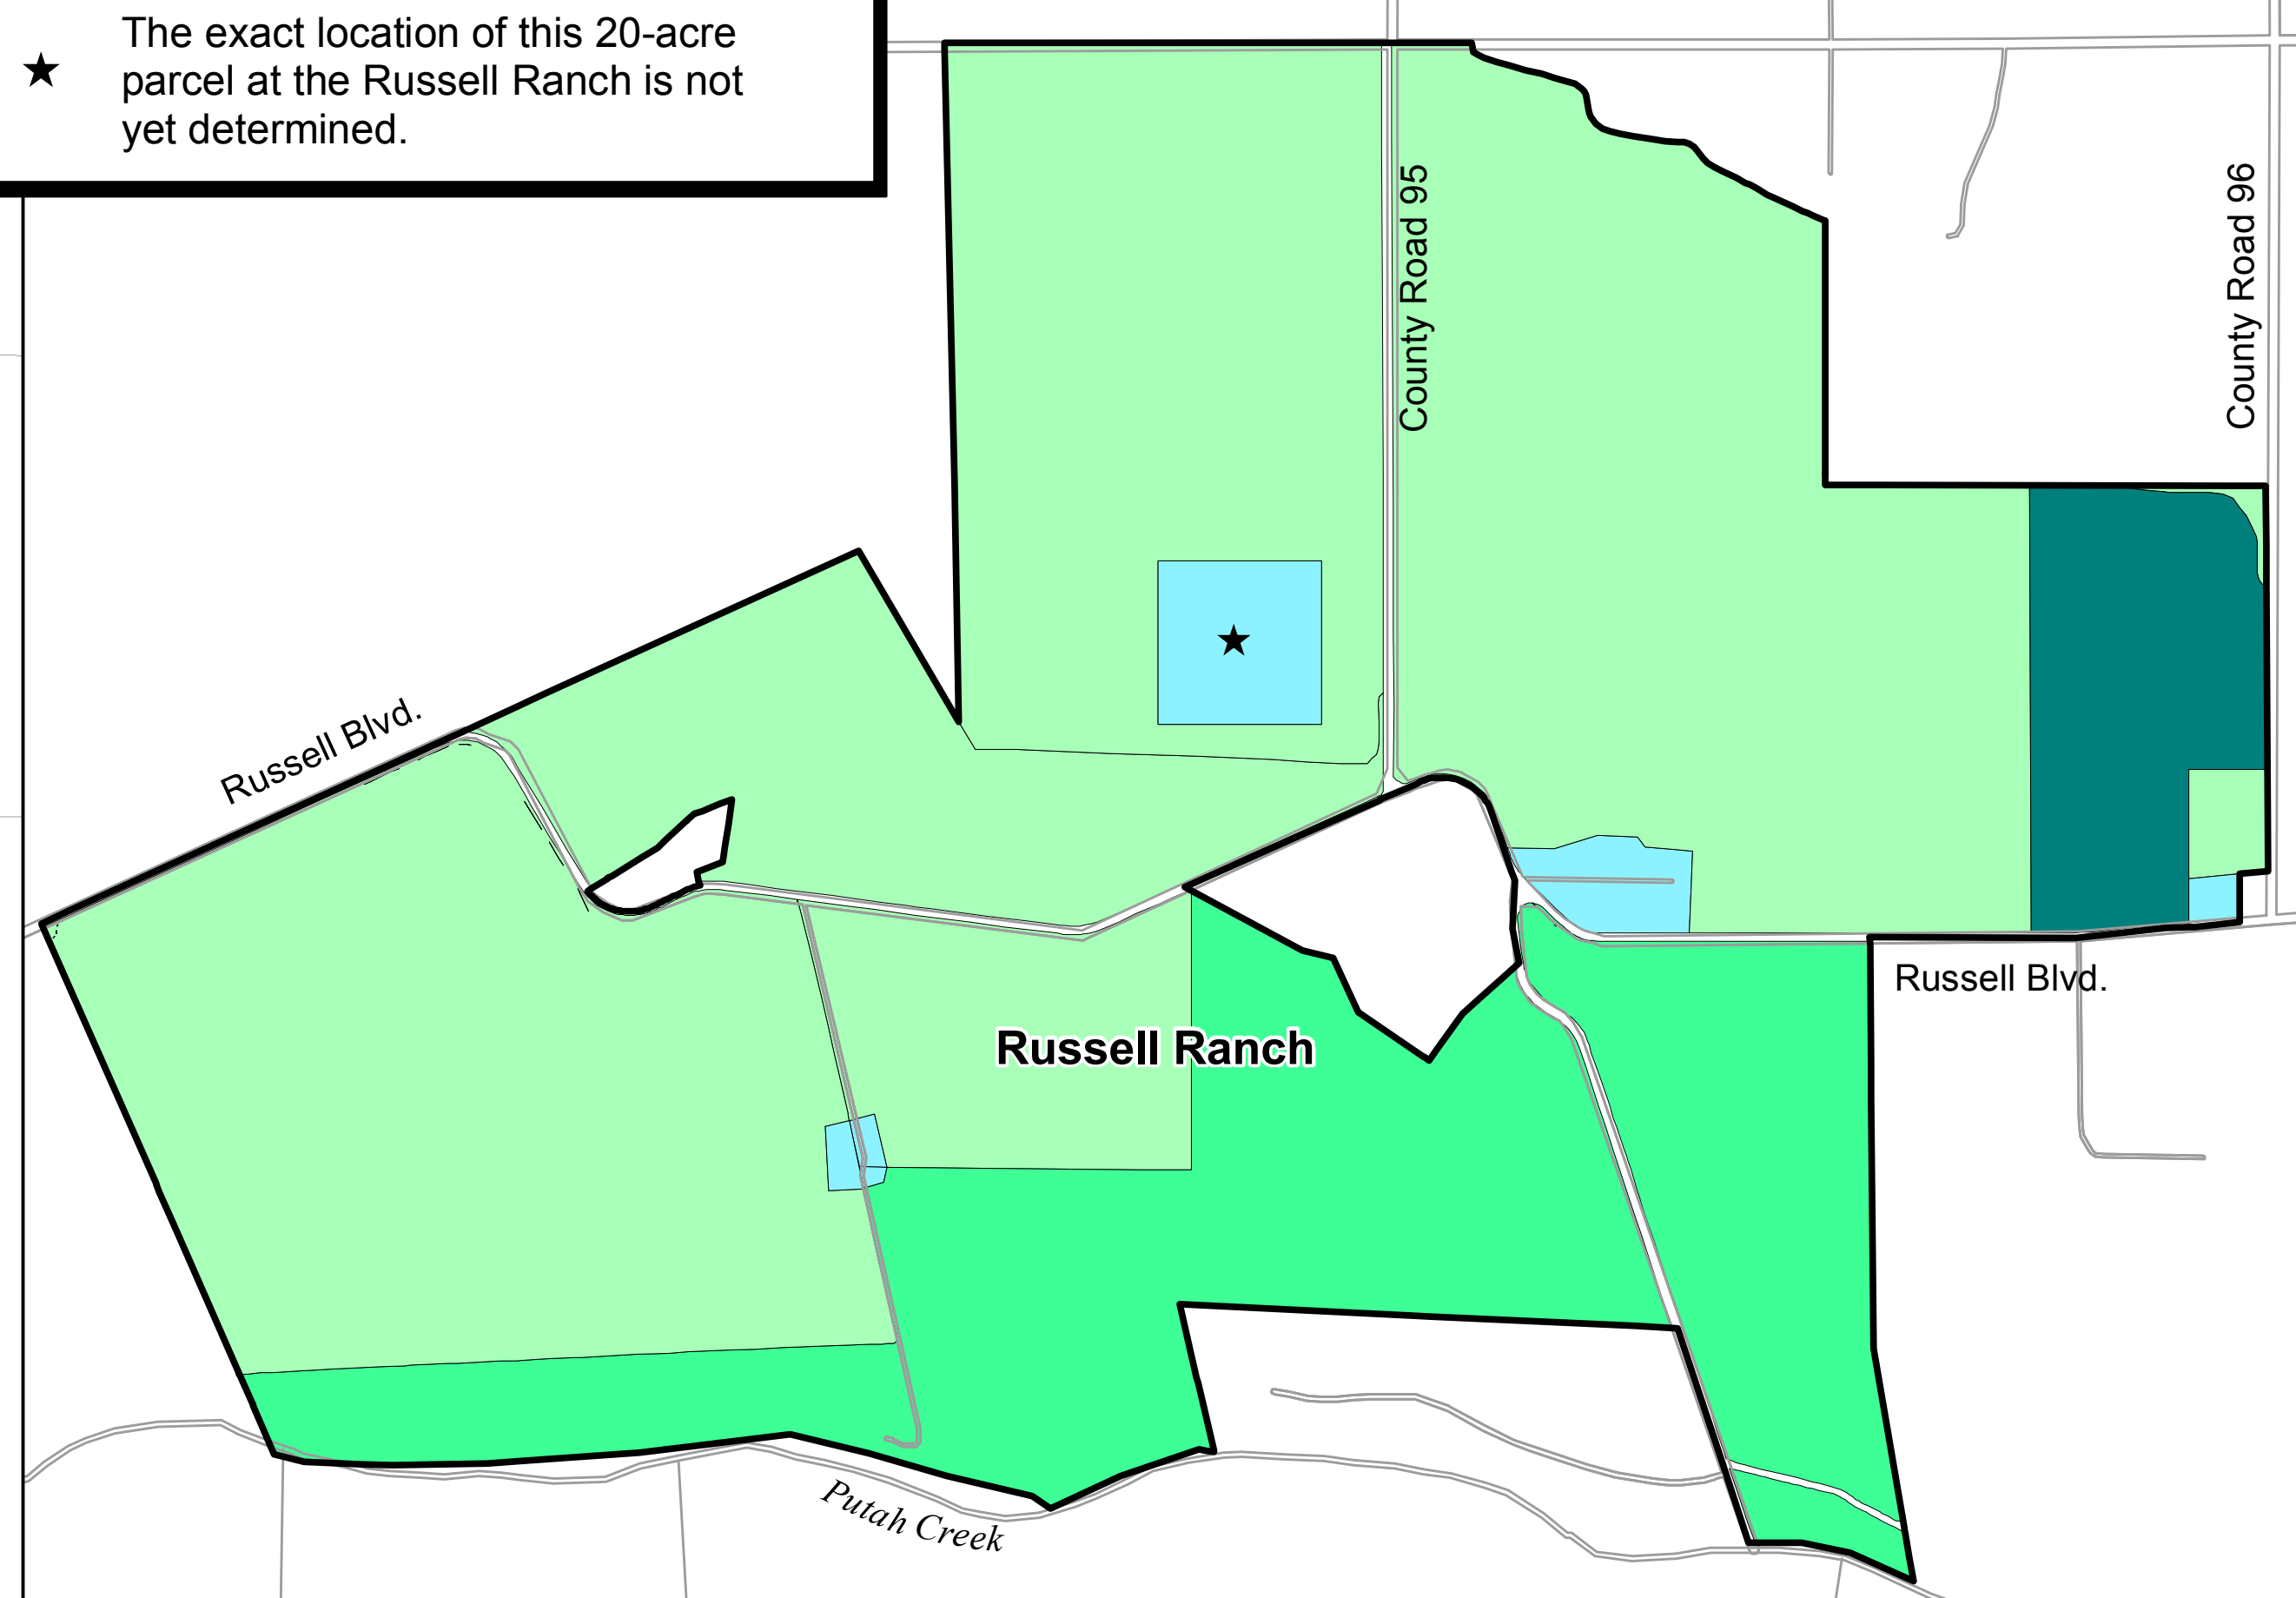 The exact location of this 20-acre
parcel at the Russell Ranch is not
yet determined.
County Road 95
County Road 96
Russell Blvd.
Russell Blvd.
Russell Ranch
Putah Creek